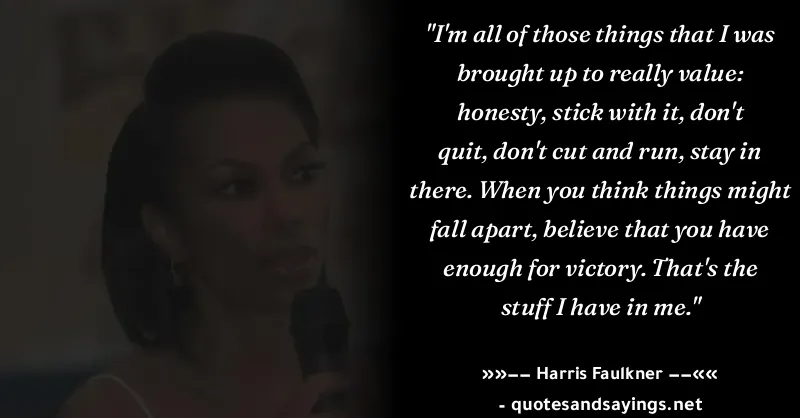 "I'm all of those things that I was
brought up to really value:
honesty, stick with it, don't
quit, don't cut and run, stay in
there. When you think things might
fall apart, believe that you have
enough for victory. That's the
stuff I have in me."
»»−− Harris Faulkner −−««
- quotesandsayings.net